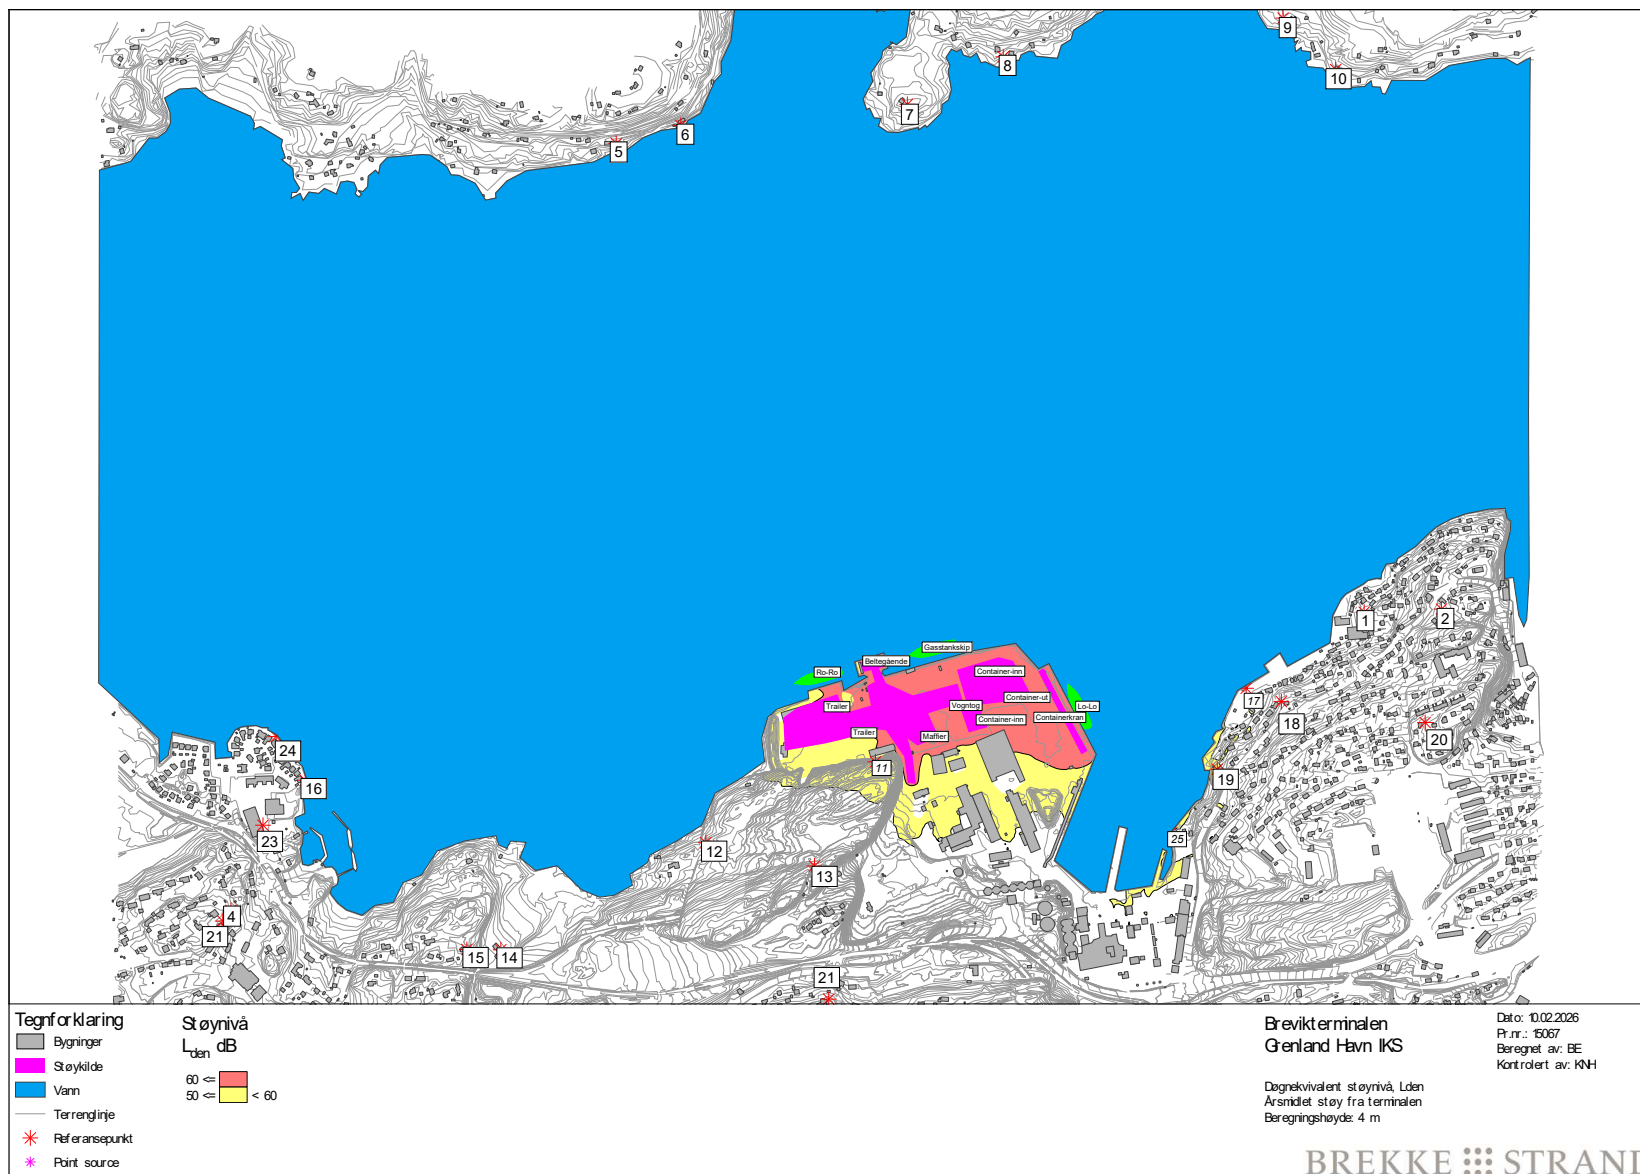 9
8
10
7
6
5
1
2
Gasstankskip
Beltegående
Ro-Ro
Container-inn
Container-ut
Trailer
Vogntog
Lo-Lo
Container-inn
Containerkran
Trailer
Maffier
17
18
20
24
11
19
16
23
12
25
13
4
21
15
14
21
Tegnforklaring
Bygninger
Støykilde
Vann
Terrenglinje
Referansepunkt
Point source
Støynivå
Lden dB
60 <=
50 <= < 60
Brevikterminalen
Grenland Havn IKS
Døgnekvivalent støynivå, Lden
Årsmidlet støy fra terminalen
Beregningshøyde: 4 m
Dato: 10.02.2026
Pr.nr.: 15067
Beregnet av: BE
Kontrolert av: KNH
BREKKE STRAND